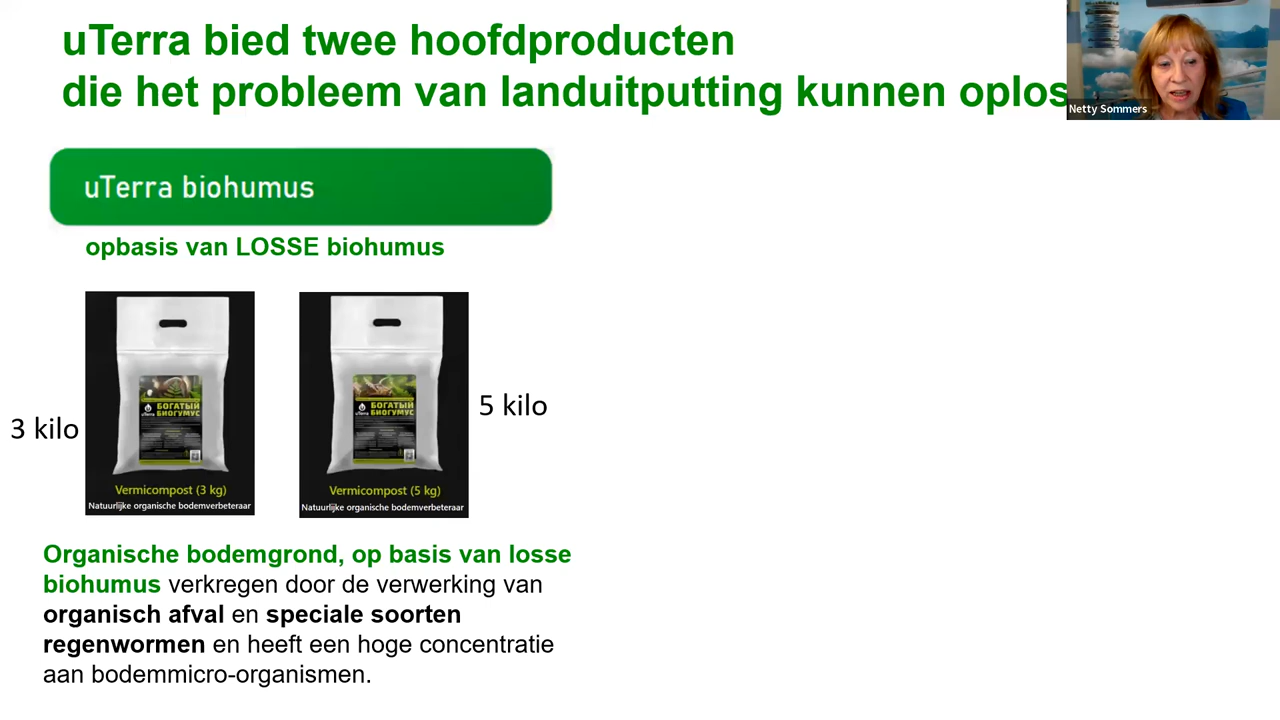 uTerra bied twee hoofdproducten
die het probleem van landuitputting kunnen oplos
Netty Sommers
uTerra biohumus
opbasis van LOSSE biohumus
3 kilo
БОГАТЫЙ
БИОГУМУС
uTerra
Vermicompost (3 kg)
Natuurlijke organische bodemverbeteraar
БОГАТЫЙ
БИОГУМУС
uTerra
Vermicompost (5 kg)
Natuurlijke organische bodemverbeteraar
5 kilo
Organische bodemgrond, op basis van losse
biohumus verkregen door de verwerking van
organisch afval en speciale soorten
regenwormen en heeft een hoge concentratie
aan bodemmicro-organismen.